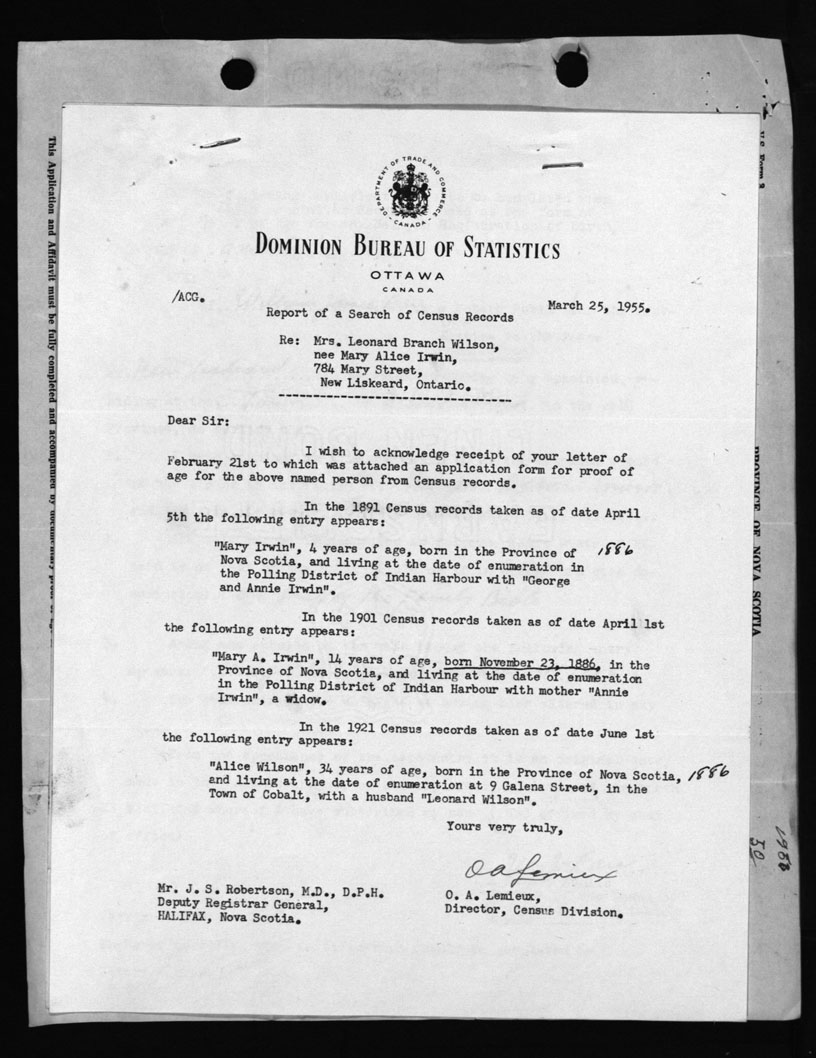 DEPARTMENT OF TRADE AND COMMERCE
- CANADA -
DOMINION BUREAU OF STATISTICS
OTTAWA
CANADA
/ACG.
March 25, 1955.
Report of a Search of Census Records
Re: Mrs. Leonard Branch Wilson,
nee Mary Alice Irwin,
784 Mary Street,
New Liskeard, Ontario.
Dear Sir:
I wish to acknowledge receipt of your letter of
February 21st to which was attached an application form for proof of
age for the above named person from Census records.
In the 1891 Census records taken as of date April
5th the following entry appears:
"Mary Irwin", 4 years of age, born in the Province of 1886
Nova Scotia, and living at the date of enumeration in
the Polling District of Indian Harbour with "George
and Annie Irwin".
In the 1901 Census records taken as of date April 1st
the following entry appears:
"Mary A. Irwin", 14 years of age, born November 23, 1886, in the
Province of Nova Scotia, and living at the date of enumeration
in the Polling District of Indian Harbour with mother "Annie
Irwin", a widow.
In the 1921 Census records taken as of date June 1st
the following entry appears:
"Alice Wilson", 34 years of age, born in the Province of Nova Scotia, 1886
and living at the date of enumeration at 9 Galena Street, in the
Town of Cobalt, with a husband "Leonard Wilson".
Yours very truly,
O A Lemieux
O. A. Lemieux,
Director, Census Division.
Mr. J. S. Robertson, M.D., D.P.H.
Deputy Registrar General,
HALIFAX, Nova Scotia.
This Application and Affidavit must be fully completed and accompanied by documentary
PROVINCE OF NOVA SCOTIA
50